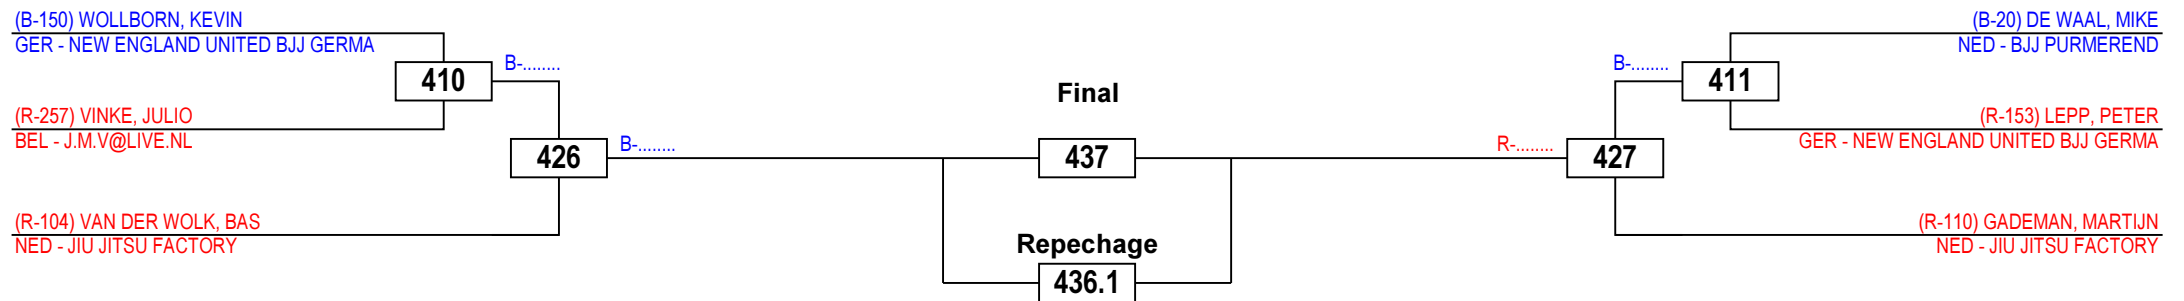 (B-150) WOLLBORN, KEVIN
GER - NEW ENGLAND UNITED BJJ GERMA
410
B-........
(R-257) VINKE, JULIO
BEL - J.M.V@LIVE.NL
426
B-........
(R-104) VAN DER WOLK, BAS
NED - JIU JITSU FACTORY
Final
437
Repechage
436.1
(B-20) DE WAAL, MIKE
NED - BJJ PURMEREND
B-........
411
(R-153) LEPP, PETER
GER - NEW ENGLAND UNITED BJJ GERMA
R-........
427
(R-110) GADEMAN, MARTIJN
NED - JIU JITSU FACTORY